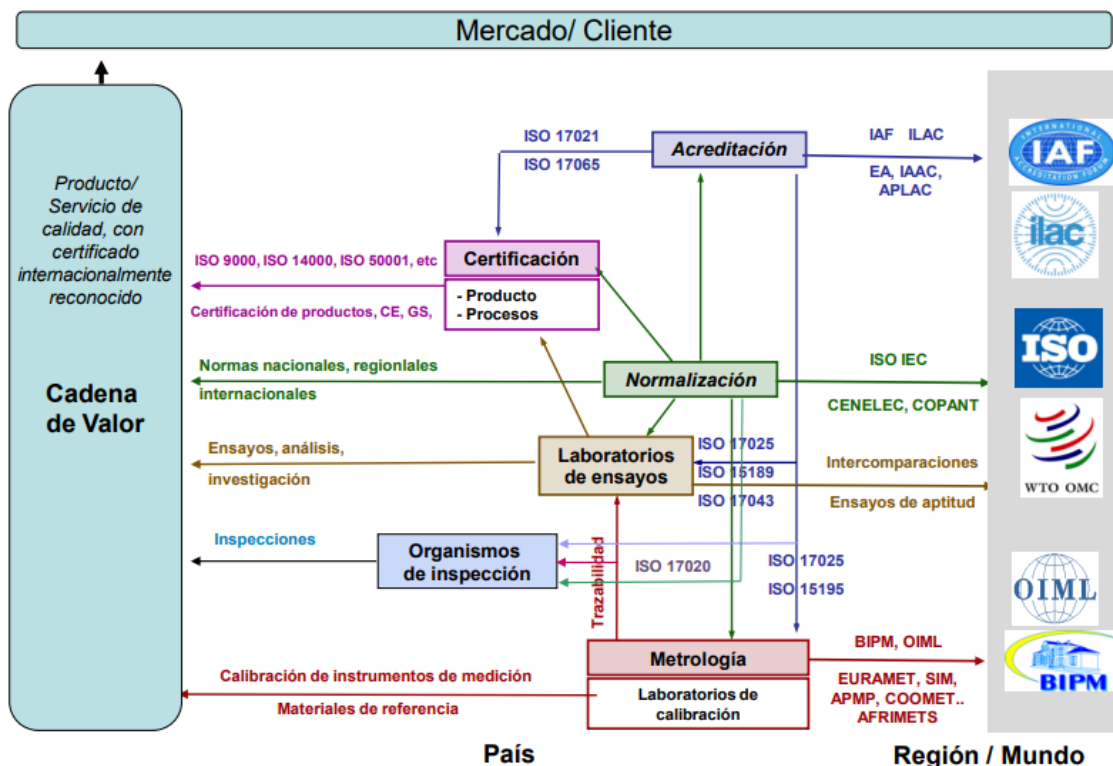 Mercado/ Cliente
Producto/
Servicio de
calidad, con
certificado
internacionalmente
reconocido
Cadena
de Valor
ISO 17021
ISO 17065
Acreditación
IAF ILAC
EA, IAAC,
APLAC
ISO 9000, ISO 14000, ISO 50001, etc
Certificación de productos, CE, GS,
Certificación
- Producto
- Procesos
Normas nacionales, regionlales
internacionales
Normalización
ISO IEC
CENELEC, COPANT
Ensayos, análisis,
investigación
Laboratorios
de ensayos
ISO 17025
ISO 15189
ISO 17043
Intercomparaciones
Ensayos de aptitud
Inspecciones
Organismos
de inspección
Trazabilidad
ISO 17020
ISO 17025
ISO 15195
Calibración de instrumentos de medición
Materiales de referencia
Metrología
Laboratorios de
calibración
BIPM, OIML
EURAMET, SIM,
APMP, COOMET..
AFRIMETS
INTERNATIONAL
IAF
ACCREDITATION FORUM
ilac
ISO
WTO OMC
OIML
BIPM
País
Región / Mundo